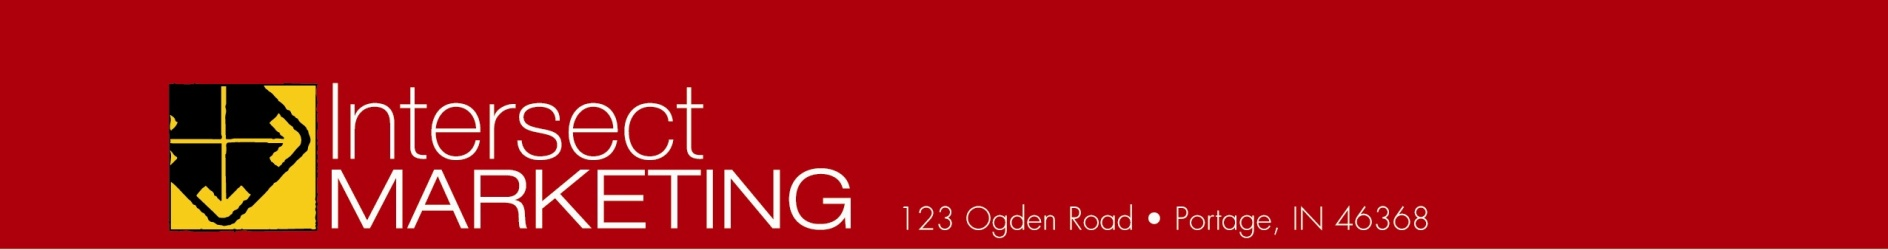 Intersect
MARKETING
123 Ogden Road • Portage, IN 46368